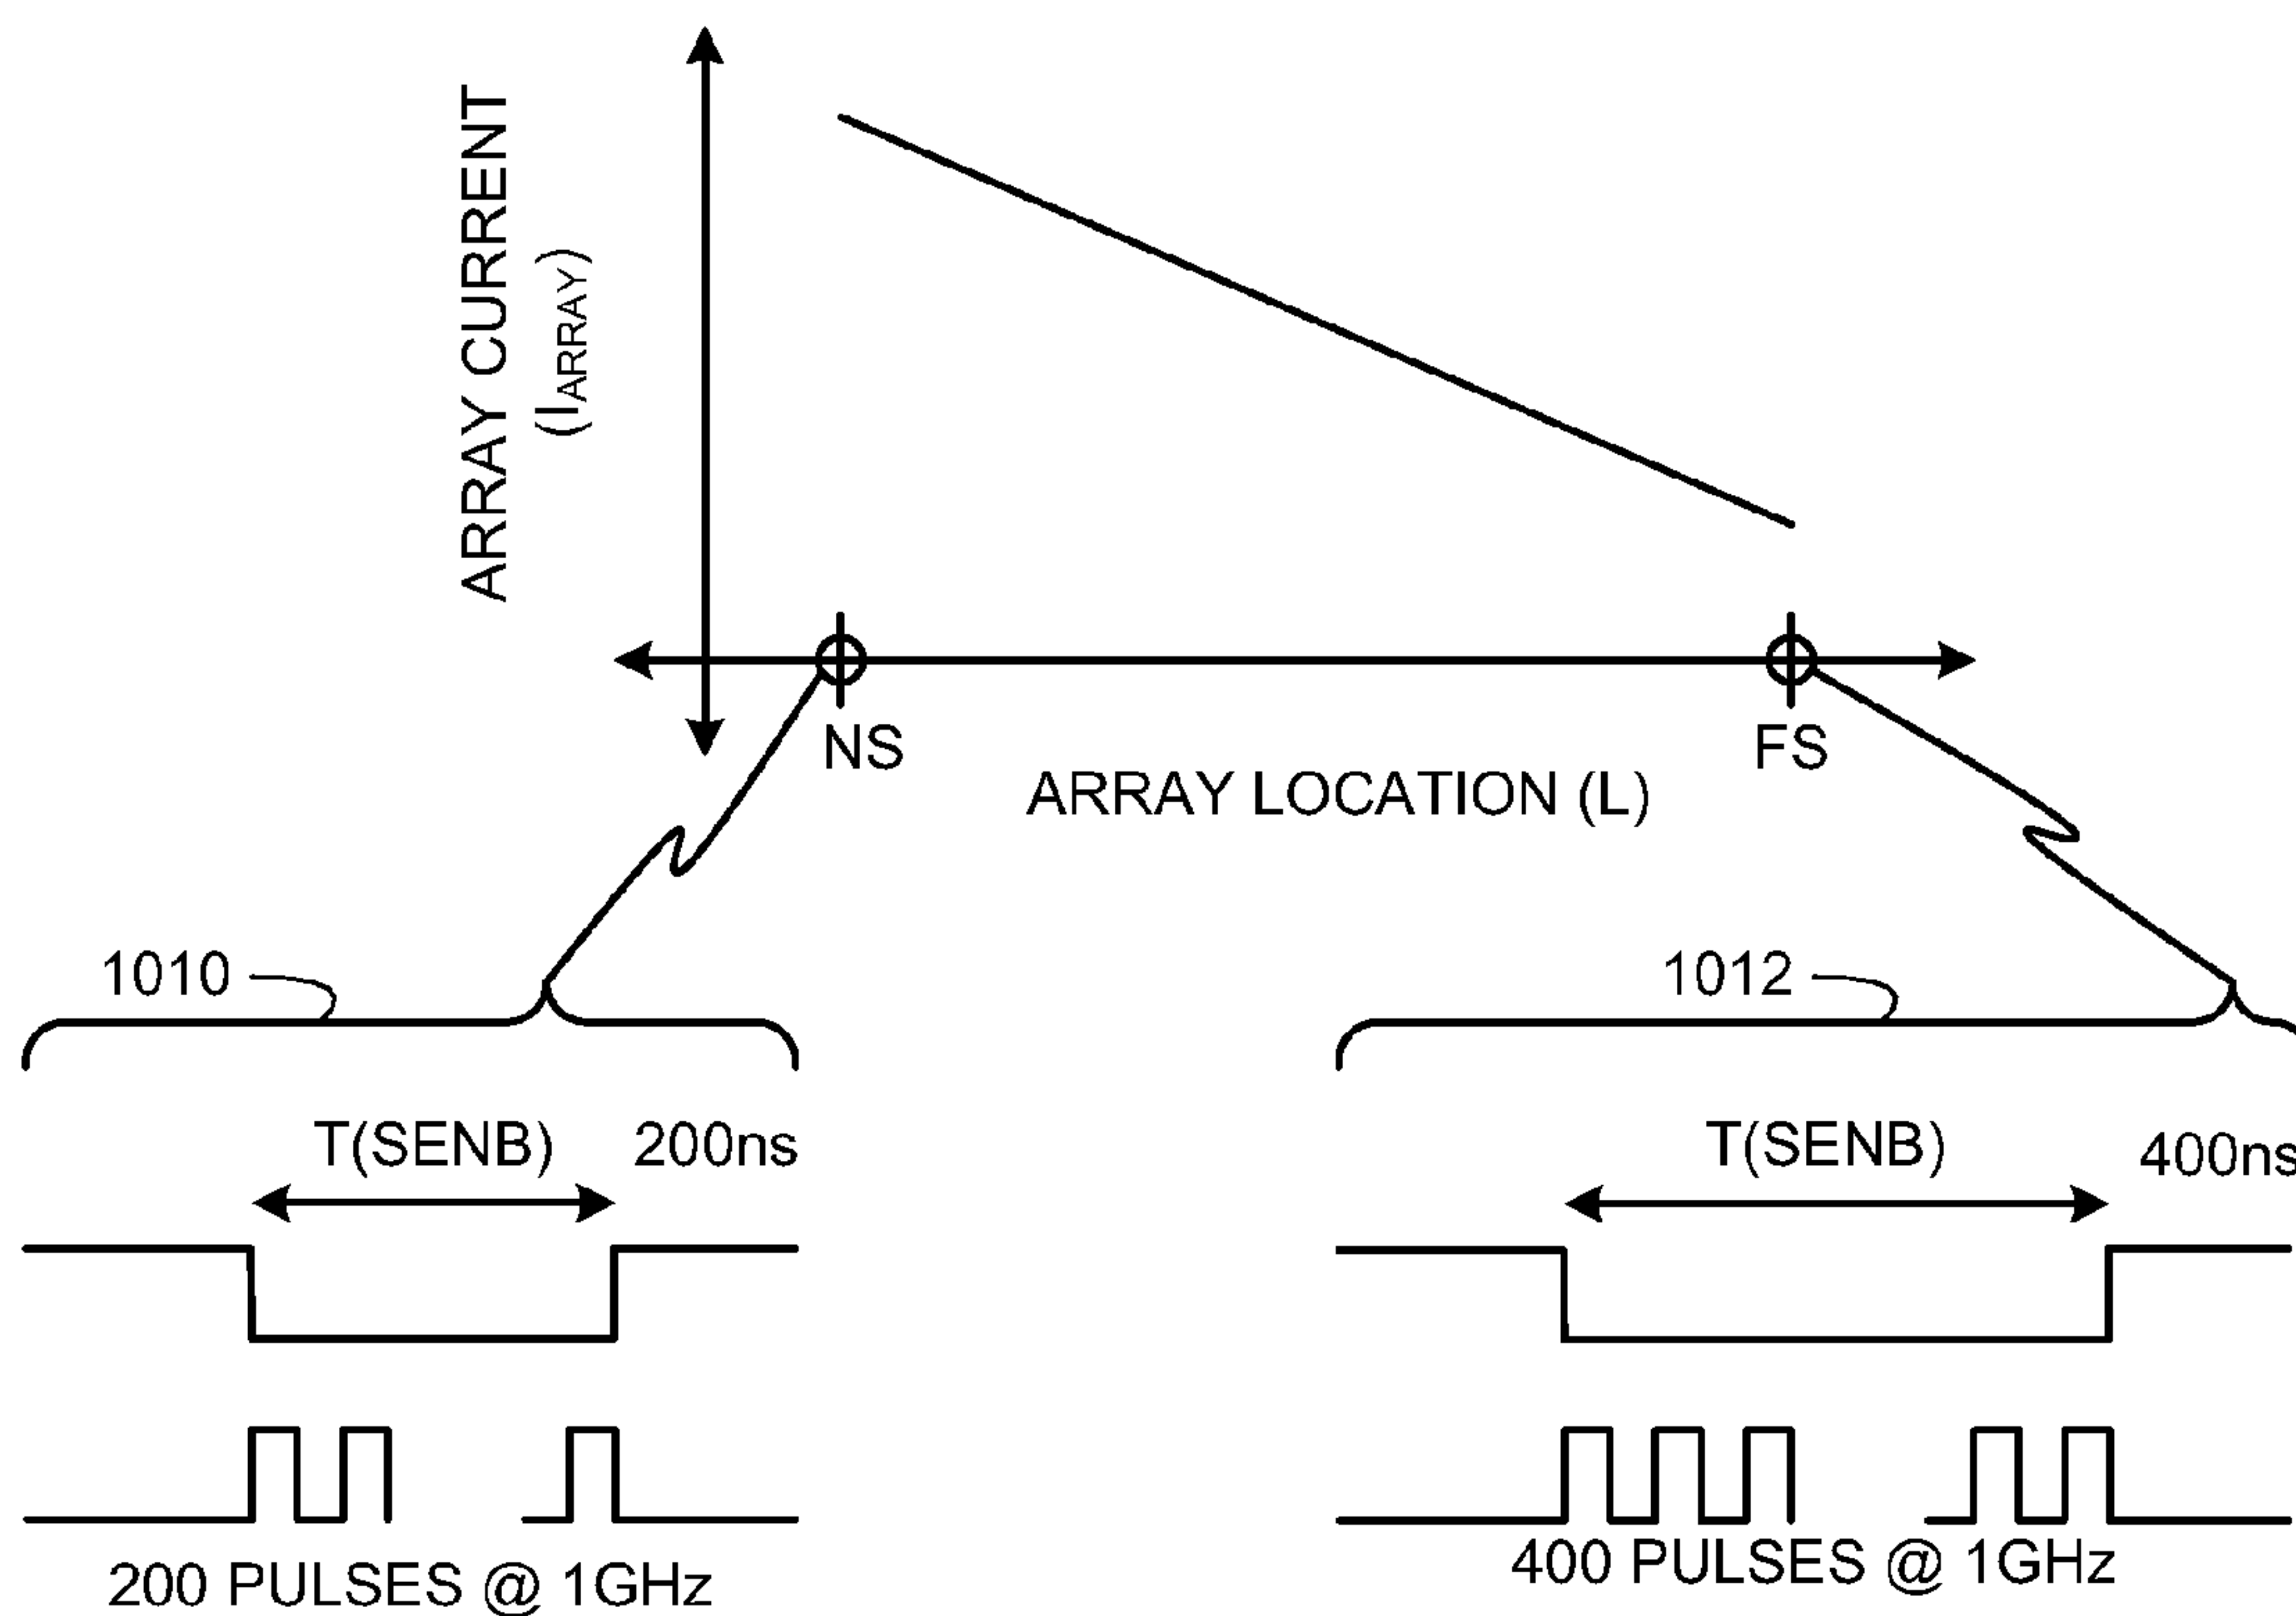 ARRAY CURRENT
(IARRAY)
NS
FS
ARRAY LOCATION (L)
1010
1012
T(SENB)
200ns
T(SENB)
400ns
200 PULSES @ 1GHz
400 PULSES @ 1GHz